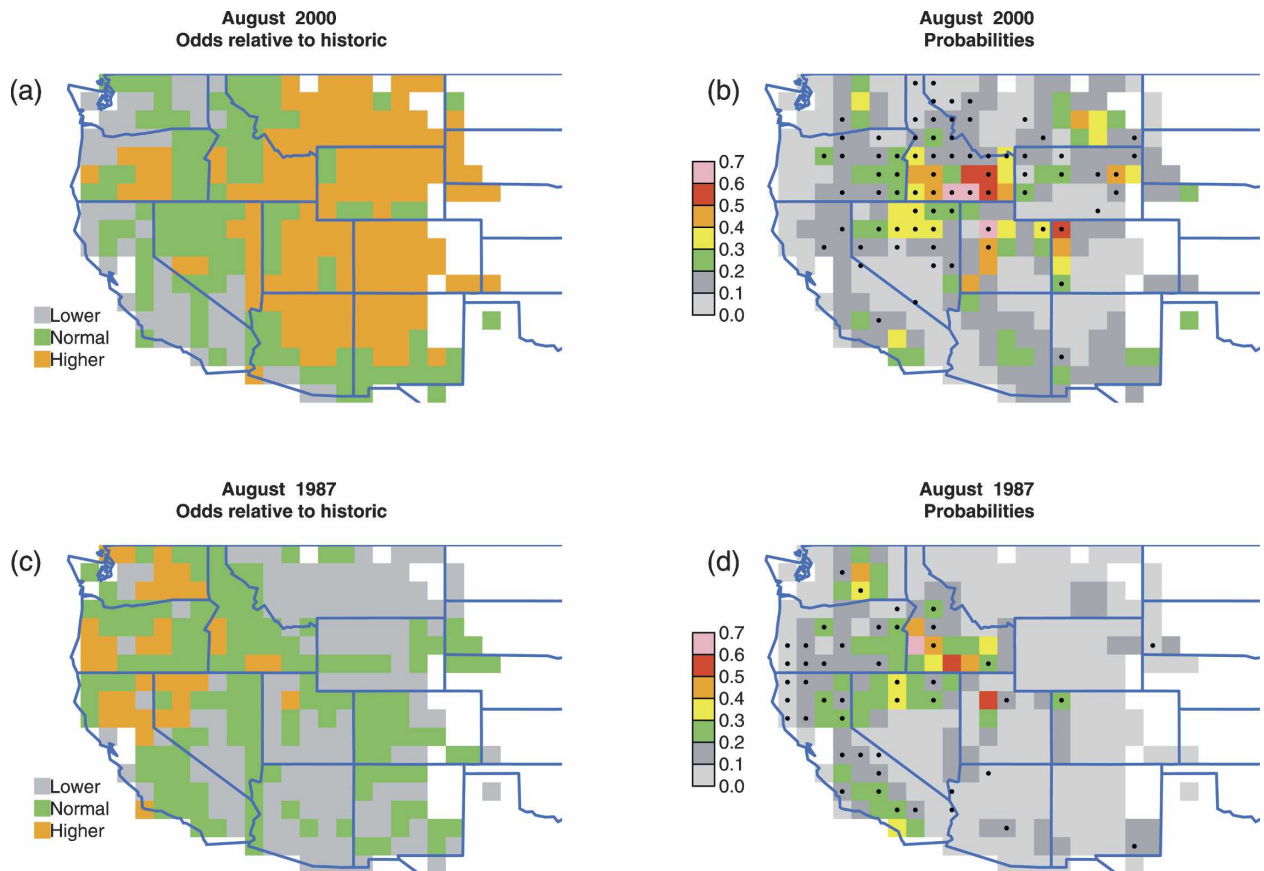 August 2000
Odds relative to historic
August 2000
Probabilities
(a)
(b)
0.7
0.6
0.5
0.4
0.3
0.2
0.1
0.0
Lower
Normal
Higher
August 1987
Odds relative to historic
August 1987
Probabilities
(c)
(d)
0.7
0.6
0.5
0.4
0.3
0.2
0.1
0.0
Lower
Normal
Higher